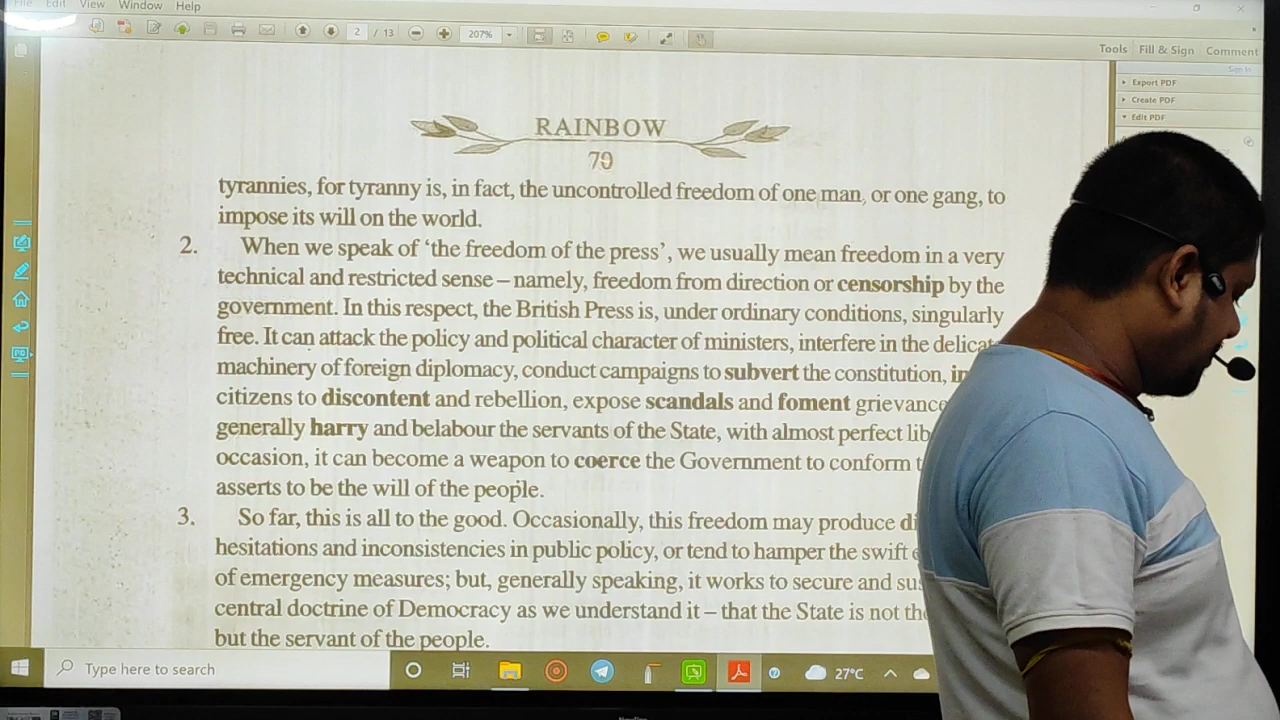 File Edit View Window Help
2 / 13 207%
Tools Fill & Sign Comment
Sign In
Export PDF
Create PDF
Edit PDF
RAINBOW
79
tyrannies, for tyranny is, in fact, the uncontrolled freedom of one man, or one gang, to
impose its will on the world.
2. When we speak of ‘the freedom of the press’, we usually mean freedom in a very
technical and restricted sense – namely, freedom from direction or censorship by the
government. In this respect, the British Press is, under ordinary conditions, singularly
free. It can attack the policy and political character of ministers, interfere in the delicat
machinery of foreign diplomacy, conduct campaigns to subvert the constitution, in
citizens to discontent and rebellion, expose scandals and foment grievance
generally harry and belabour the servants of the State, with almost perfect lib
occasion, it can become a weapon to coerce the Government to conform t
asserts to be the will of the people.
3. So far, this is all to the good. Occasionally, this freedom may produce di
hesitations and inconsistencies in public policy, or tend to hamper the swift
of emergency measures; but, generally speaking, it works to secure and sus
central doctrine of Democracy as we understand it – that the State is not the
but the servant of the people.
Type here to search
27°C